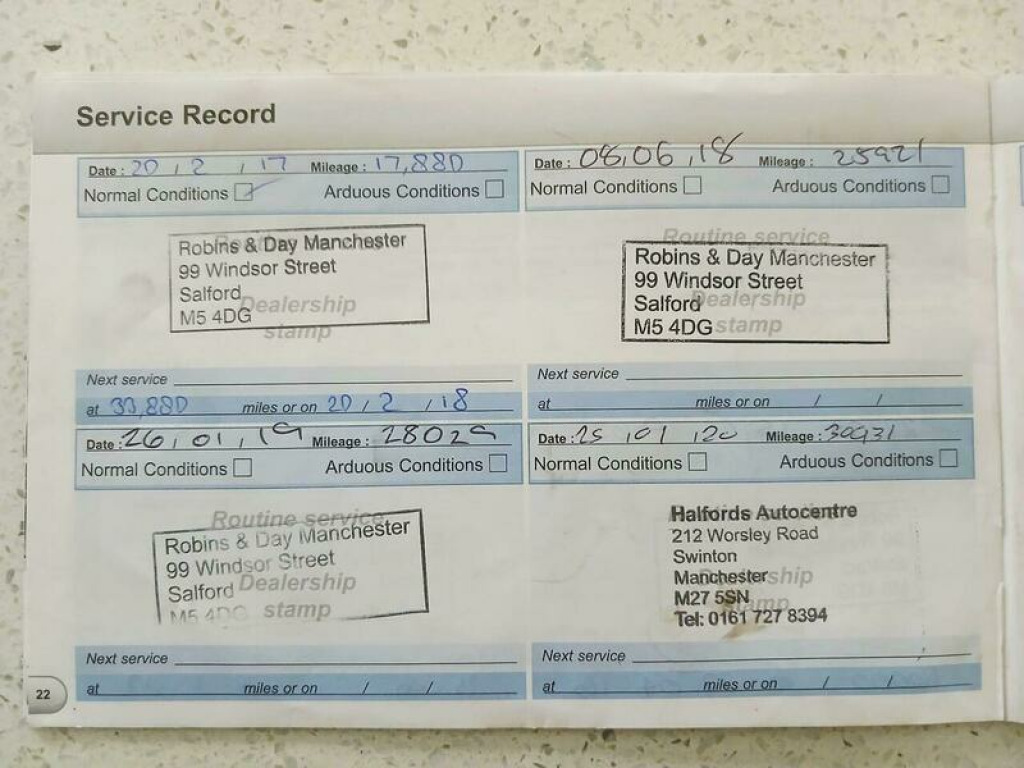 Service Record
Date : 20 / 2 / 17 Mileage : 17,880
Normal Conditions Arduous Conditions
Routine service
Robins & Day Manchester
99 Windsor Street
Salford
M5 4DG
Dealership
stamp
Next service
at 33,880 miles or on 20 / 2 / 18
Date : 08,06,18 Mileage : 25921
Normal Conditions Arduous Conditions
Routine service
Robins & Day Manchester
99 Windsor Street
Salford
M5 4DG
Dealership
stamp
Next service
at miles or on / /
Date : 26,01,19 Mileage : 28029
Normal Conditions Arduous Conditions
Routine service
Robins & Day Manchester
99 Windsor Street
Salford
M5 4DG
Dealership
stamp
Next service
at miles or on / /
Date : 25,01,20 Mileage : 30931
Normal Conditions Arduous Conditions
Halfords Autocentre
212 Worsley Road
Swinton
Manchester
M27 5SN
Tel: 0161 727 8394
Next service
at miles or on / /
22